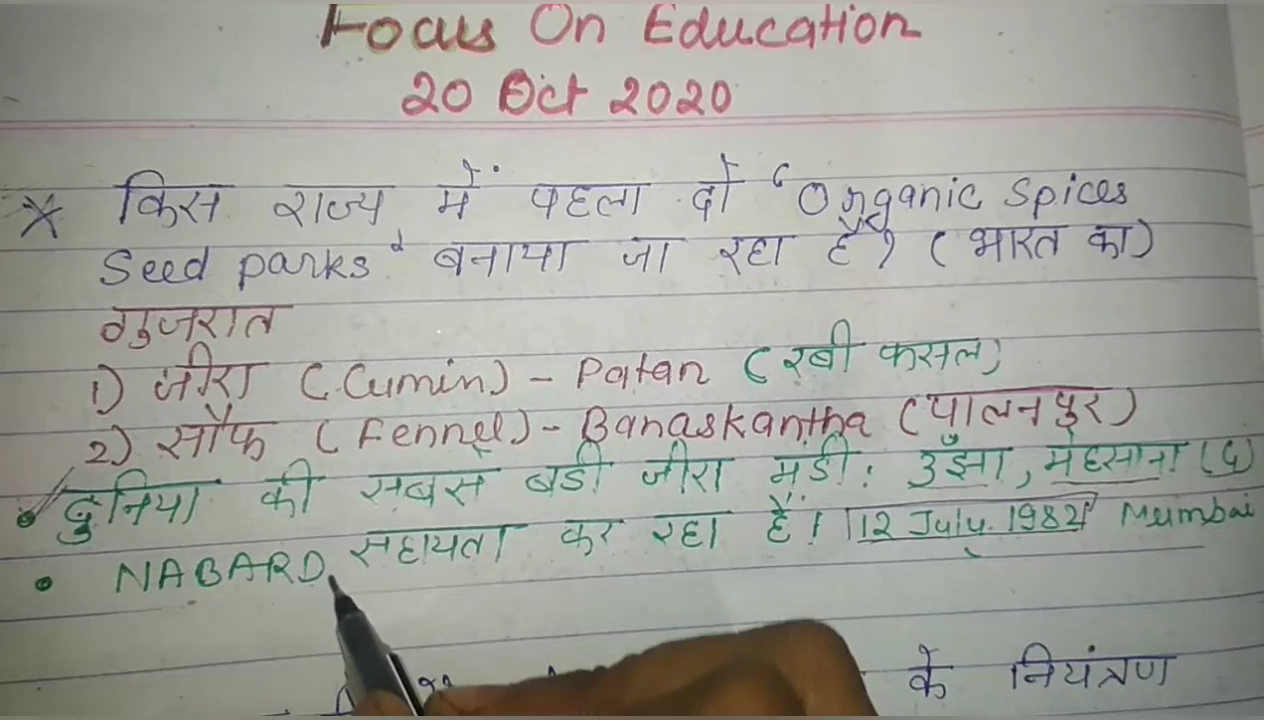 Focus On Education
20 Oct 2020
* किस राज्य में पहला दो "Organic Spices
Seed parks" बनाया जा रहा है? (भारत का)
गुजरात
1) जीरा (Cumin) - Patan (रबी फसल)
2) सौंफ (Fennel) - Banaskantha (पालनपुर)
• दुनिया की सबसे बडी जीरा मंडी: उँझा, मेहसाना (गु)
• NABARD सहायता कर रहा है। 12 July 1982 Mumbai
के नियंत्रण